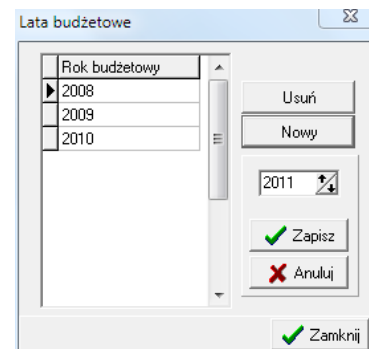 Lata budżetowe
Rok budżetowy
2008
2009
2010
Usuń
Nowy
2011
Zapisz
Anuluj
Zamknij